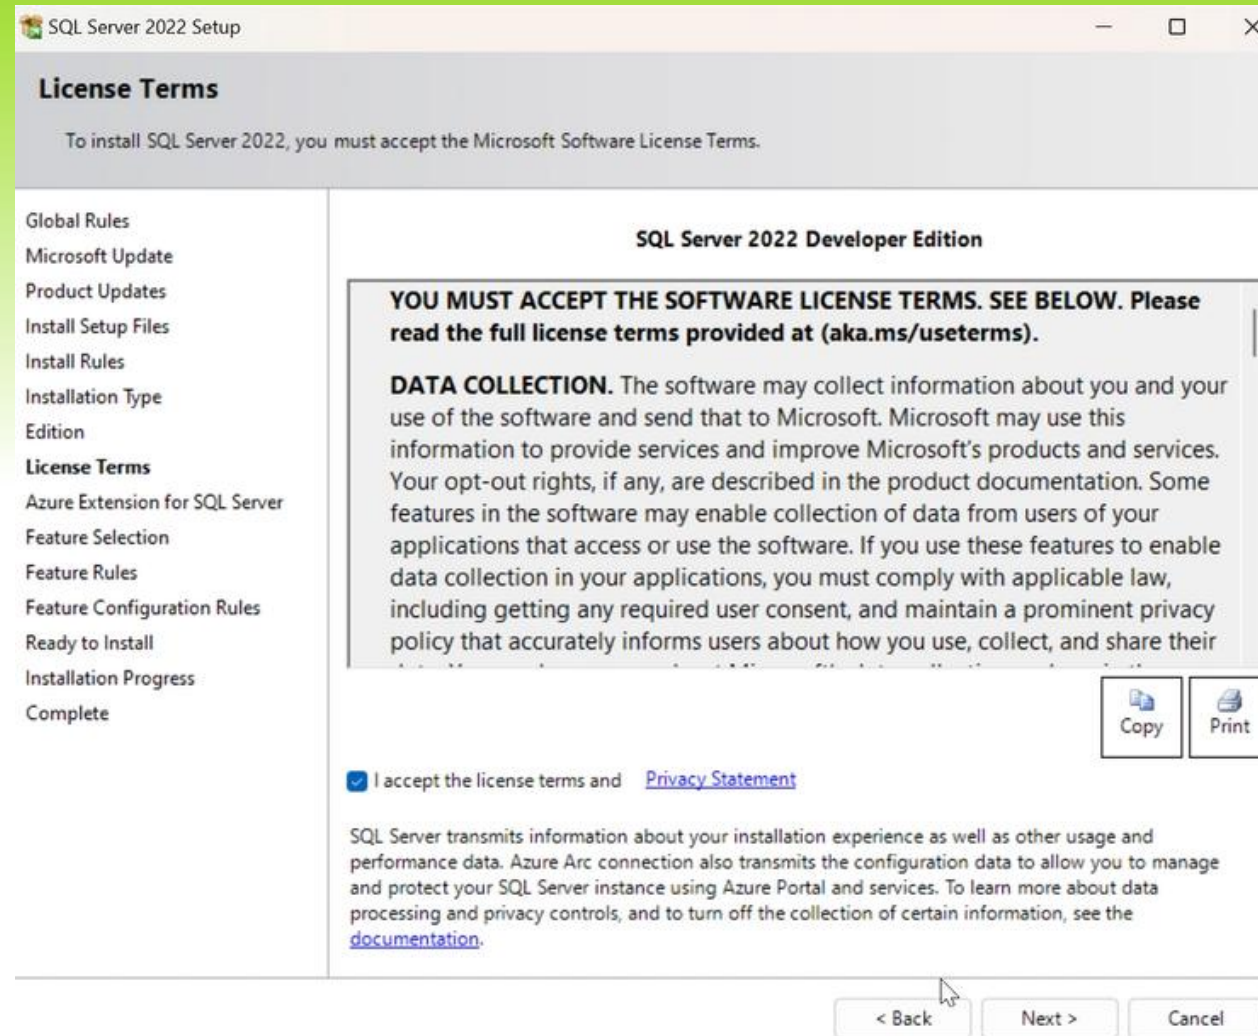 SQL Server 2022 Setup
License Terms
To install SQL Server 2022, you must accept the Microsoft Software License Terms.
Global Rules
Microsoft Update
Product Updates
Install Setup Files
Install Rules
Installation Type
Edition
License Terms
Azure Extension for SQL Server
Feature Selection
Feature Rules
Feature Configuration Rules
Ready to Install
Installation Progress
Complete
SQL Server 2022 Developer Edition
YOU MUST ACCEPT THE SOFTWARE LICENSE TERMS. SEE BELOW. Please
read the full license terms provided at (aka.ms/useterms).
DATA COLLECTION. The software may collect information about you and your
use of the software and send that to Microsoft. Microsoft may use this
information to provide services and improve Microsoft's products and services.
Your opt-out rights, if any, are described in the product documentation. Some
features in the software may enable collection of data from users of your
applications that access or use the software. If you use these features to enable
data collection in your applications, you must comply with applicable law,
including getting any required user consent, and maintain a prominent privacy
policy that accurately informs users about how you use, collect, and share their
Copy
Print
I accept the license terms and Privacy Statement
SQL Server transmits information about your installation experience as well as other usage and
performance data. Azure Arc connection also transmits the configuration data to allow you to manage
and protect your SQL Server instance using Azure Portal and services. To learn more about data
processing and privacy controls, and to turn off the collection of certain information, see the
documentation.
< Back
Next >
Cancel